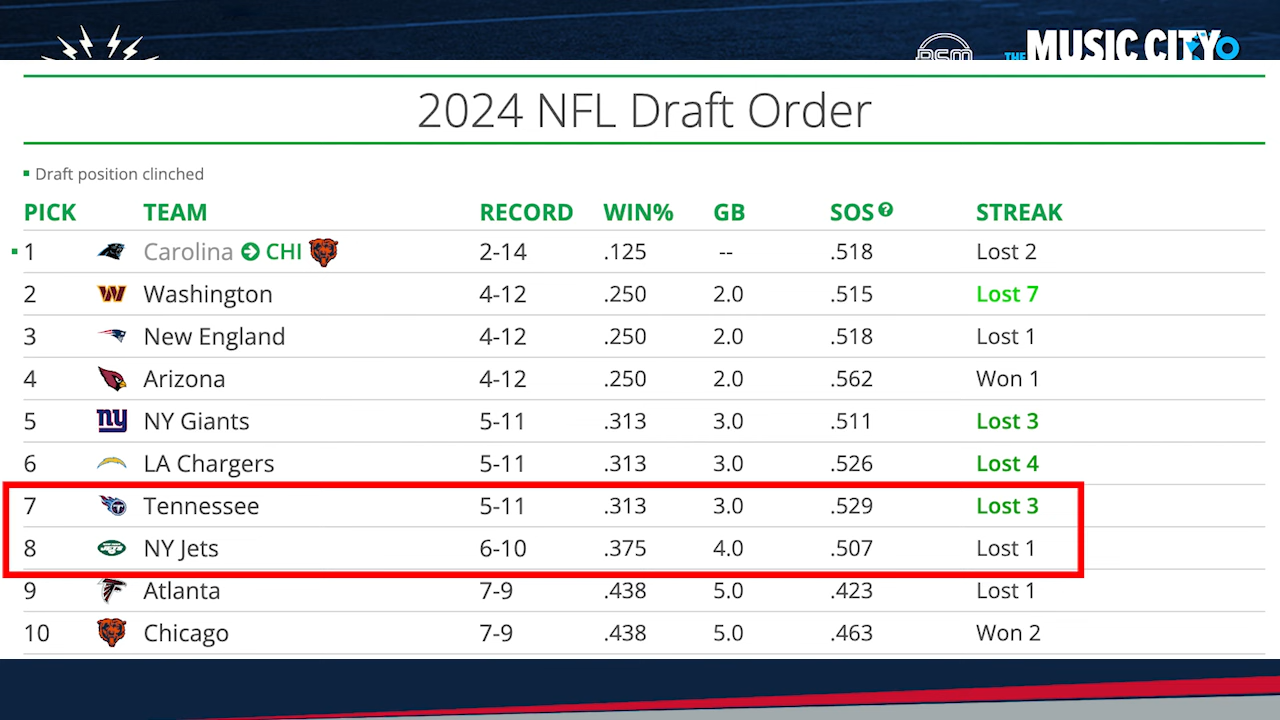 BSM THE MUSIC CITY
2024 NFL Draft Order
Draft position clinched
PICK TEAM RECORD WIN% GB SOS ? STREAK
1 Carolina CHI 2-14 .125 -- .518 Lost 2
2 W Washington 4-12 .250 2.0 .515 Lost 7
3 New England 4-12 .250 2.0 .518 Lost 1
4 Arizona 4-12 .250 2.0 .562 Won 1
5 ny NY Giants 5-11 .313 3.0 .511 Lost 3
6 LA Chargers 5-11 .313 3.0 .526 Lost 4
7 T Tennessee 5-11 .313 3.0 .529 Lost 3
8 NY Jets 6-10 .375 4.0 .507 Lost 1
9 Atlanta 7-9 .438 5.0 .423 Lost 1
10 Chicago 7-9 .438 5.0 .463 Won 2